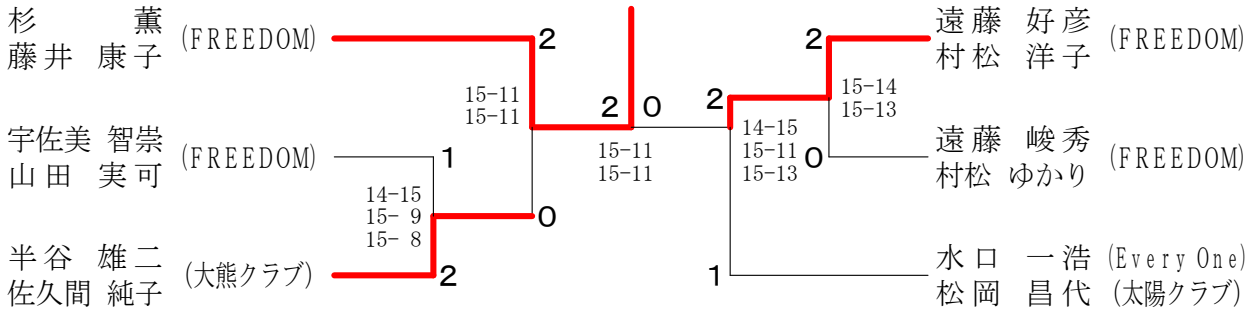 杉 薫
藤井 康子 (FREEDOM)
宇佐美 智崇
山田 実可 (FREEDOM)
半谷 雄二
佐久間 純子 (大熊クラブ)
2
15-11
15-11
1
14-15
15- 9
15- 8
0
2
2 0
15-11
15-11
2
2
15-14
15-13
14-15
15-11
15-13
0
1
遠藤 好彦
村松 洋子 (FREEDOM)
遠藤 峻秀
村松 ゆかり (FREEDOM)
水口 一浩 (Every One)
松岡 昌代 (太陽クラブ)